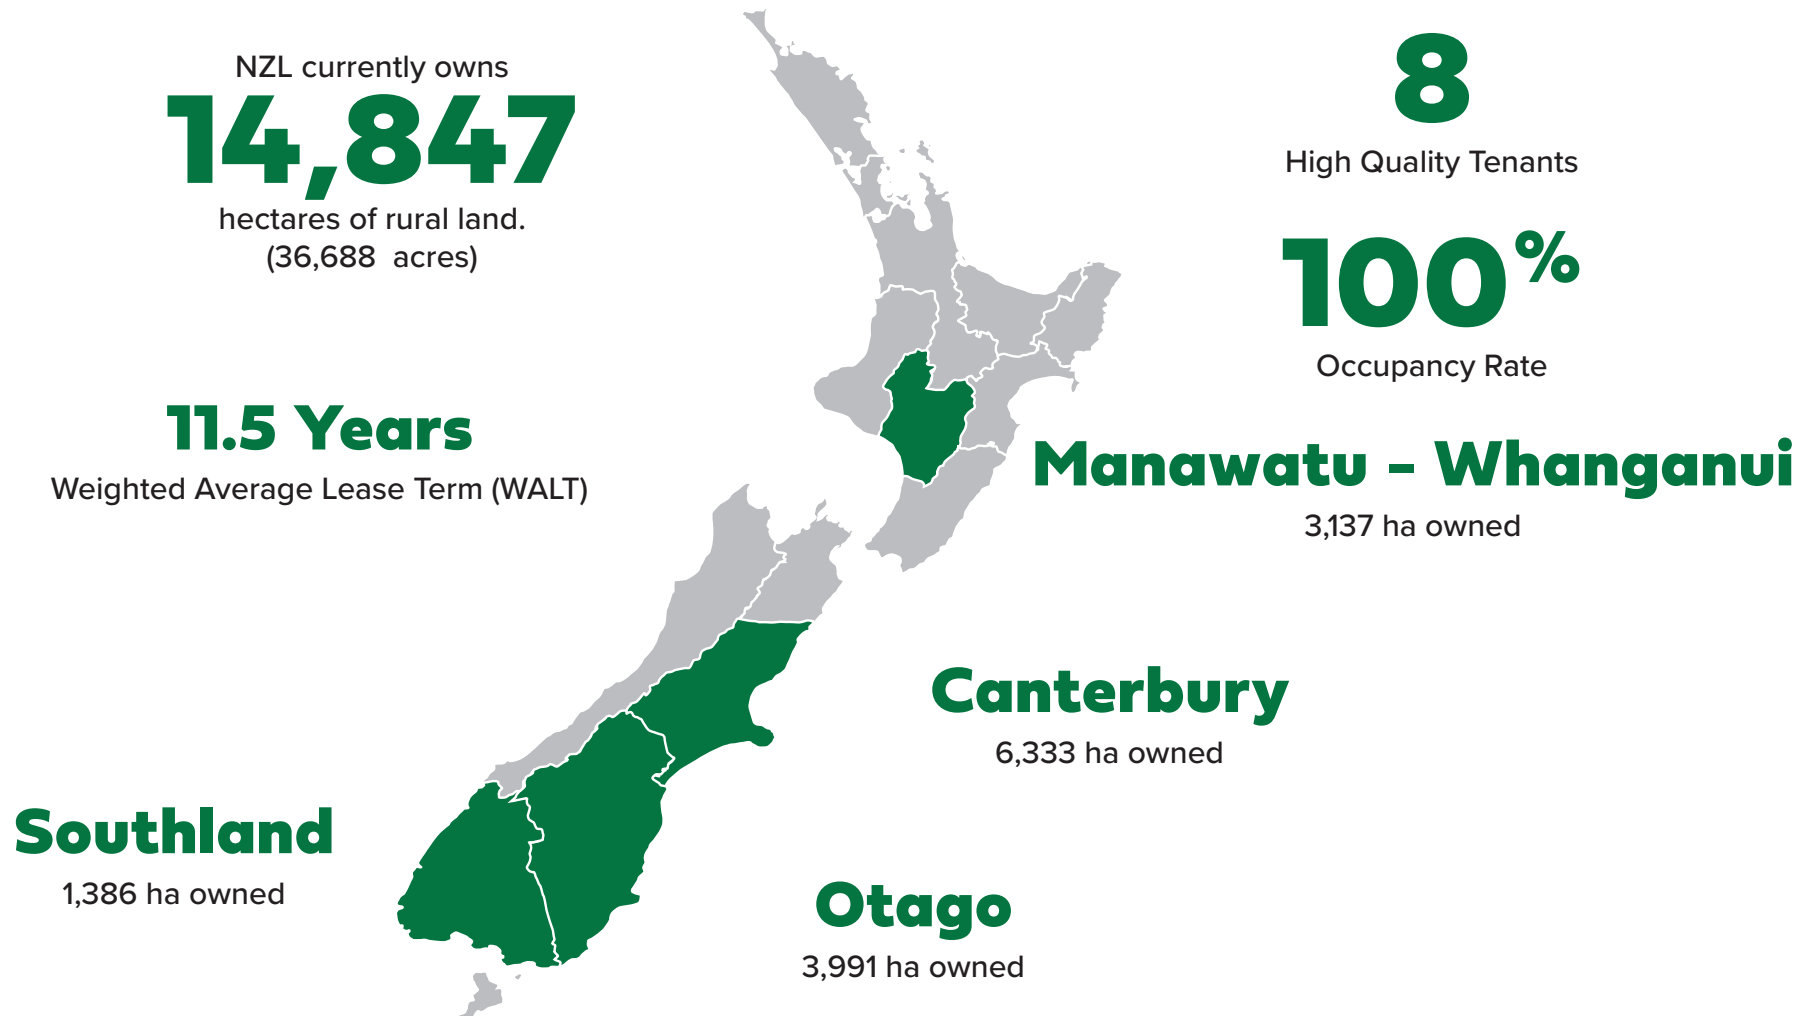 NZL currently owns
14,847
hectares of rural land.
(36,688 acres)
11.5 Years
Weighted Average Lease Term (WALT)
8
High Quality Tenants
100%
Occupancy Rate
Manawatu – Whanganui
3,137 ha owned
Canterbury
6,333 ha owned
Southland
1,386 ha owned
Otago
3,991 ha owned